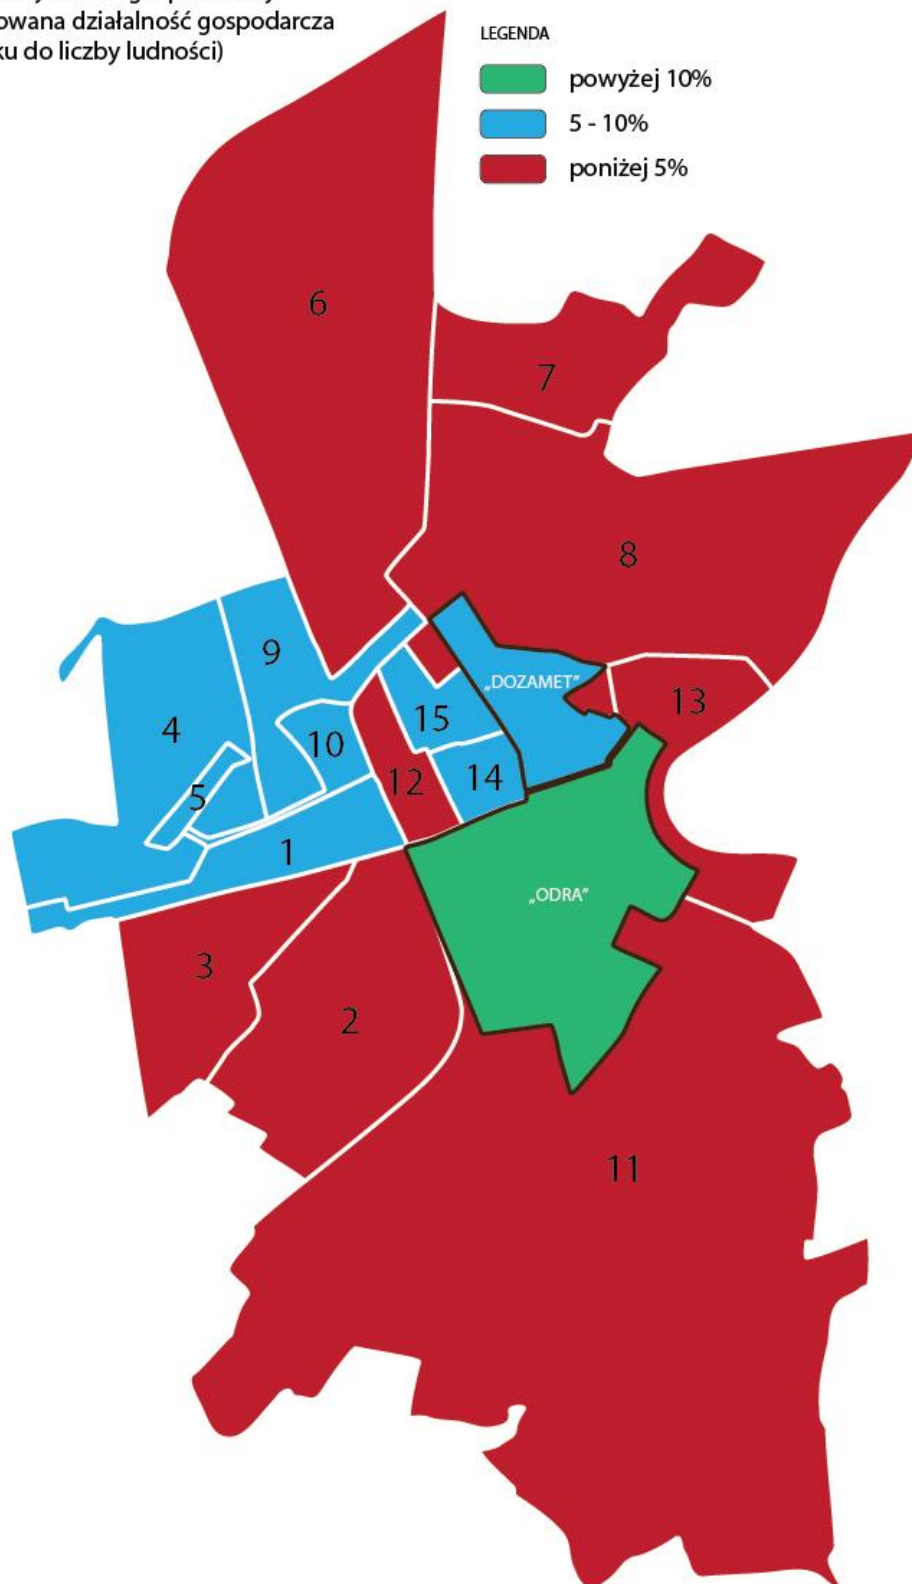 owana działalność gospodarcza
ku do liczby ludności)
LEGENDA
powyżej 10%
5 - 10%
poniżej 5%
6
7
8
9
„DOZAMET”
13
4
15
10
14
12
5
1
„ODRA”
3
2
11